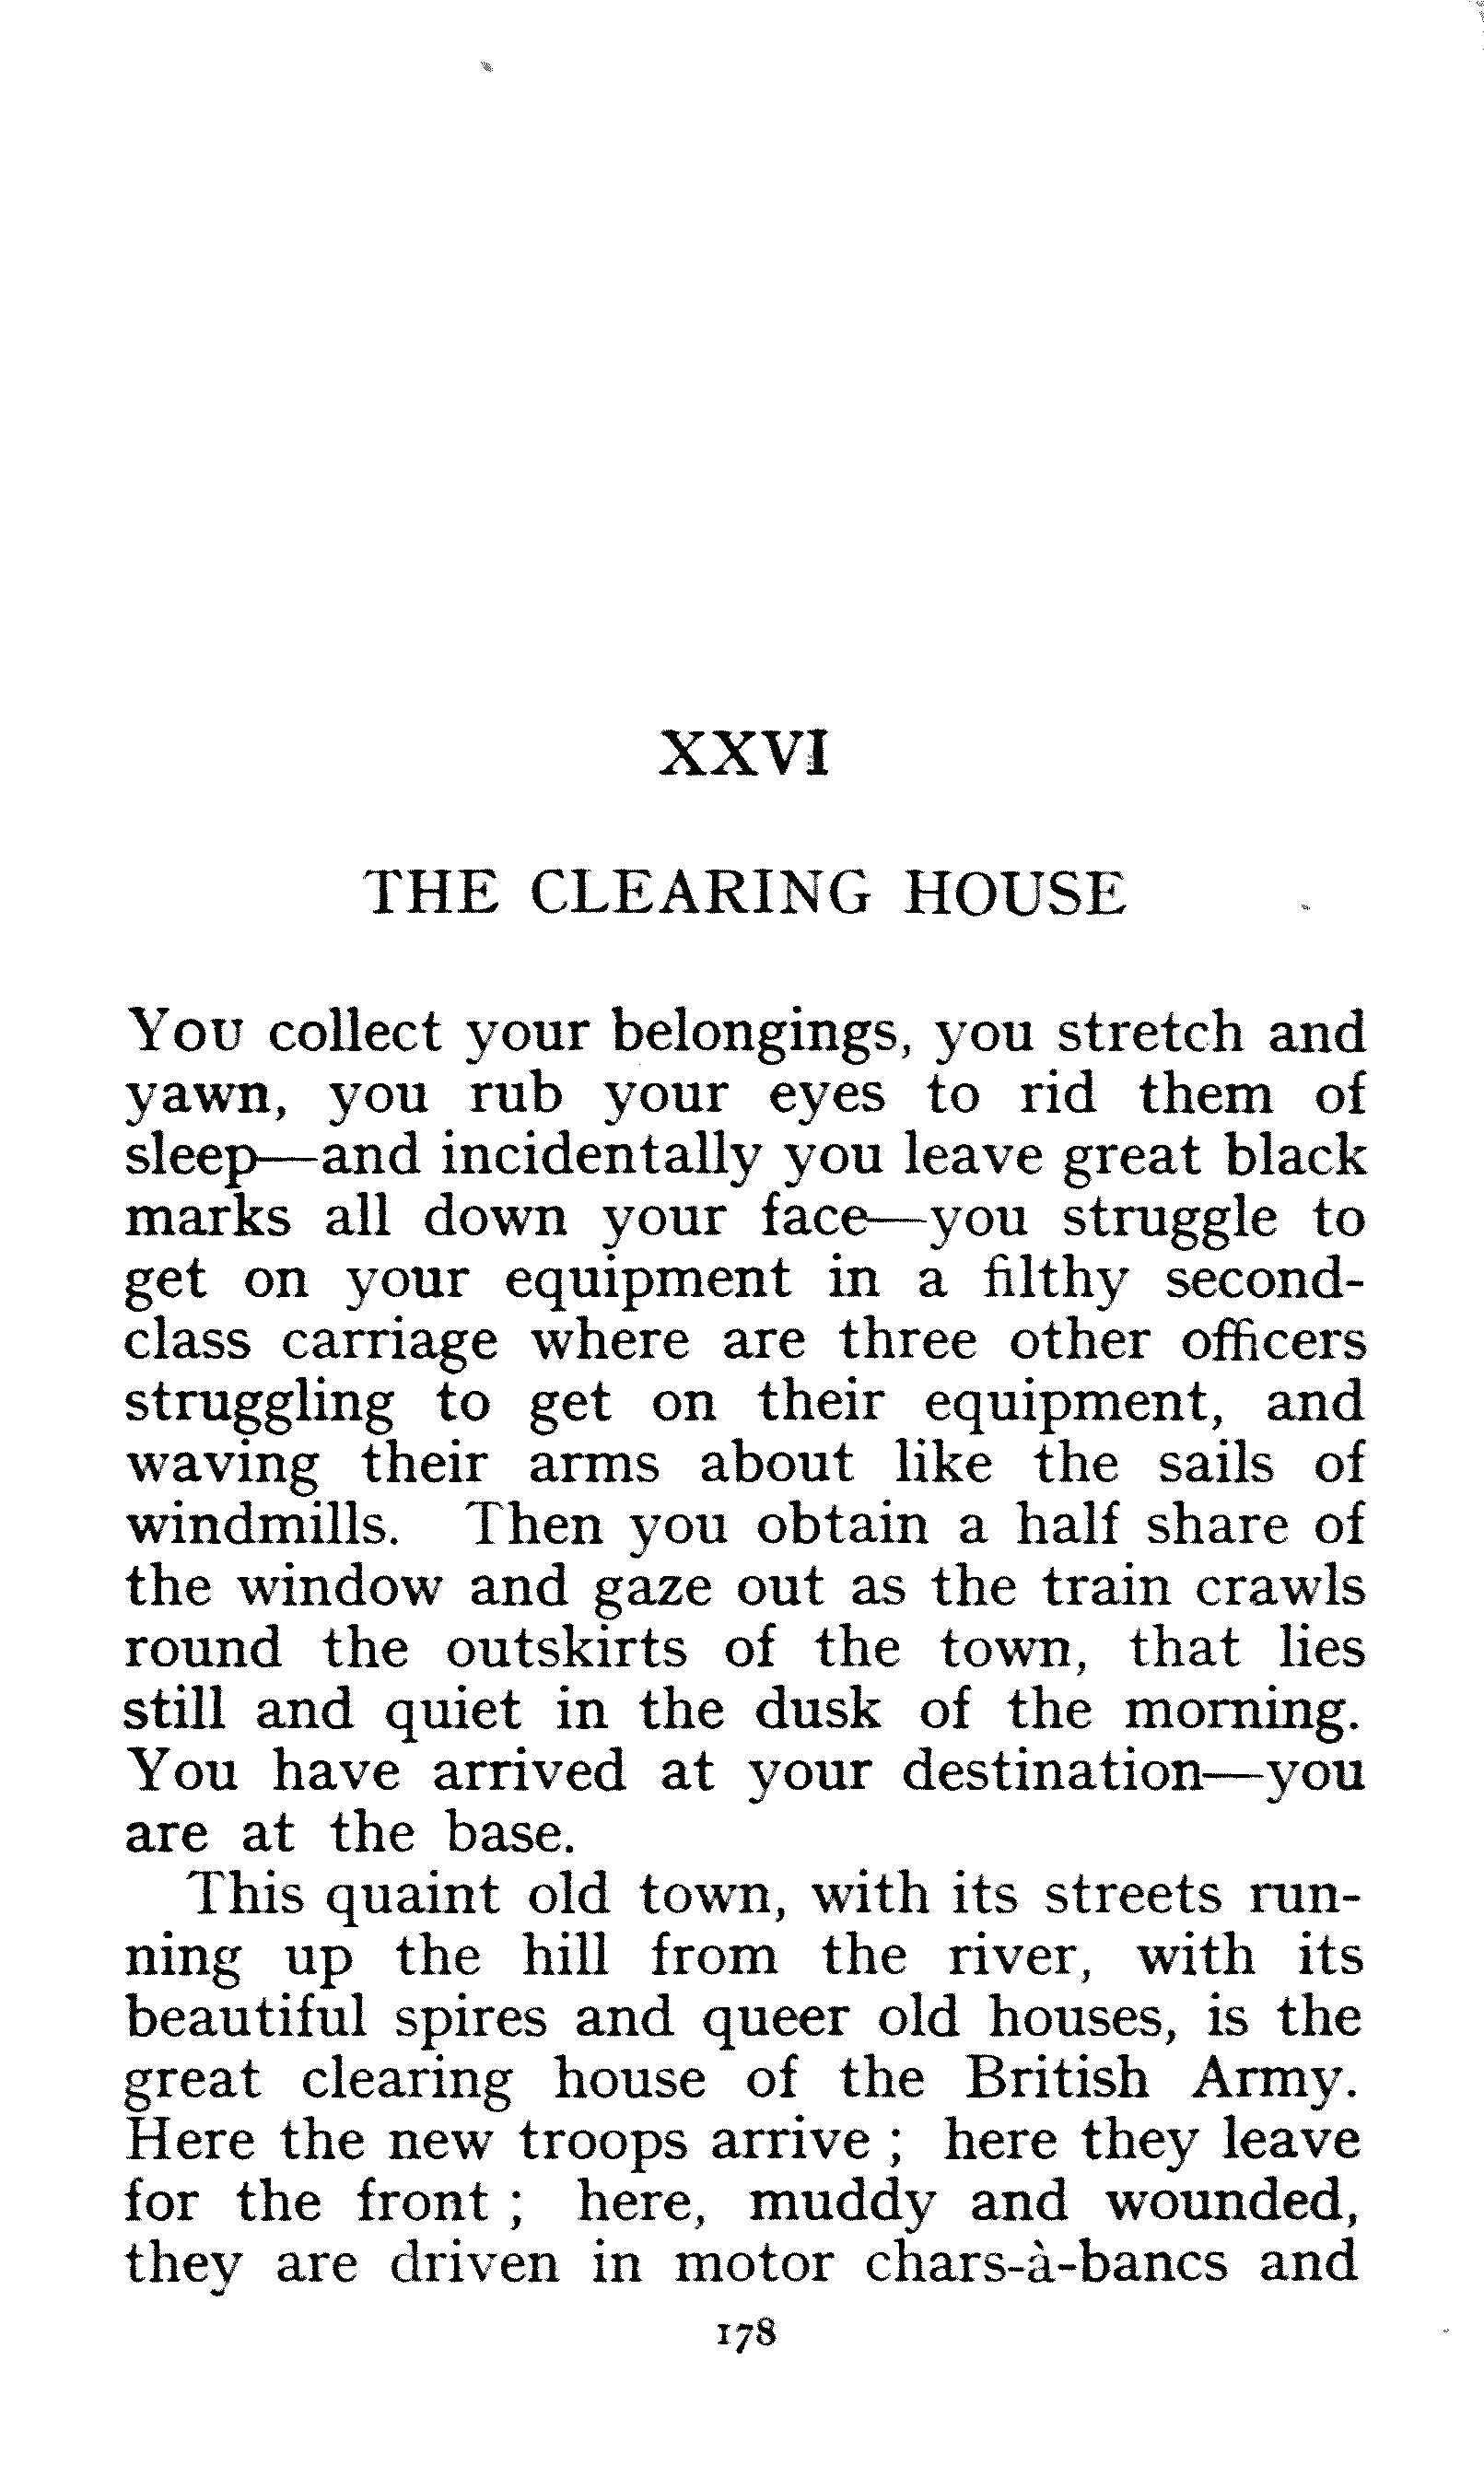 XXVI
THE CLEARING HOUSE
YOU collect your belongings, you stretch and
yawn, you rub your eyes to rid them of
sleep—and incidentally you leave great black
marks all down your face—you struggle to
get on your equipment in a filthy second-
class carriage where are three other officers
struggling to get on their equipment, and
waving their arms about like the sails of
windmills. Then you obtain a half share of
the window and gaze out as the train crawls
round the outskirts of the town, that lies
still and quiet in the dusk of the morning.
You have arrived at your destination—you
are at the base.
This quaint old town, with its streets run-
ning up the hill from the river, with its
beautiful spires and queer old houses, is the
great clearing house of the British Army.
Here the new troops arrive ; here they leave
for the front ; here, muddy and wounded,
they are driven in motor chars-à-bancs and
178